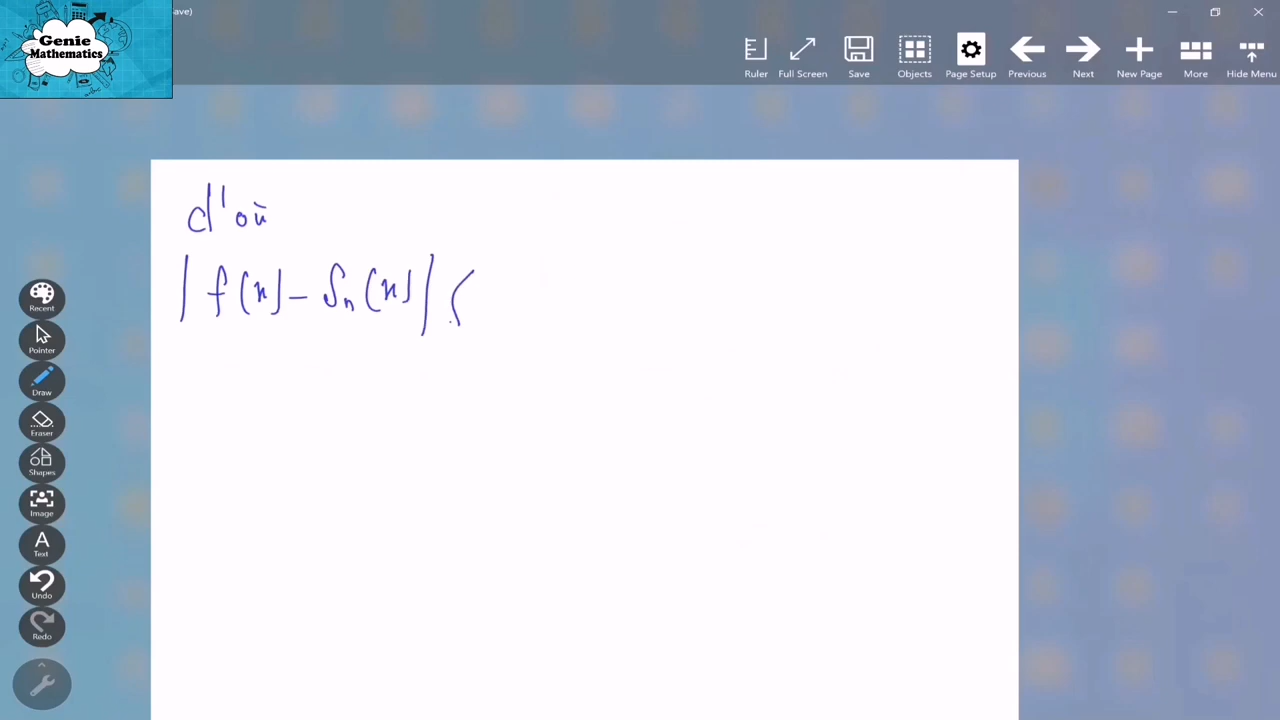 Genie
Mathematics
ave)
Ruler
Full Screen
Save
Objects
Page Setup
Previous
Next
New Page
More
Hide Menu
d'où
| f(x) - Sn(x) | ⩽
Recent
Pointer
Draw
Eraser
Shapes
Image
A
Text
Undo
Redo